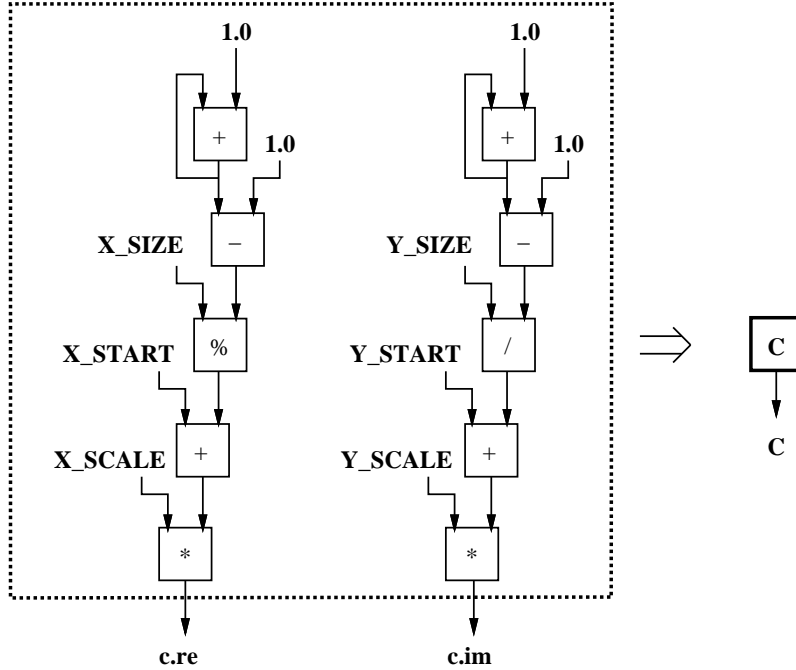 1.0
1.0
+
+
1.0
1.0
−
−
X_SIZE
Y_SIZE
%
/
C
X_START
Y_START
+
+
C
X_SCALE
Y_SCALE
*
*
c.re
c.im